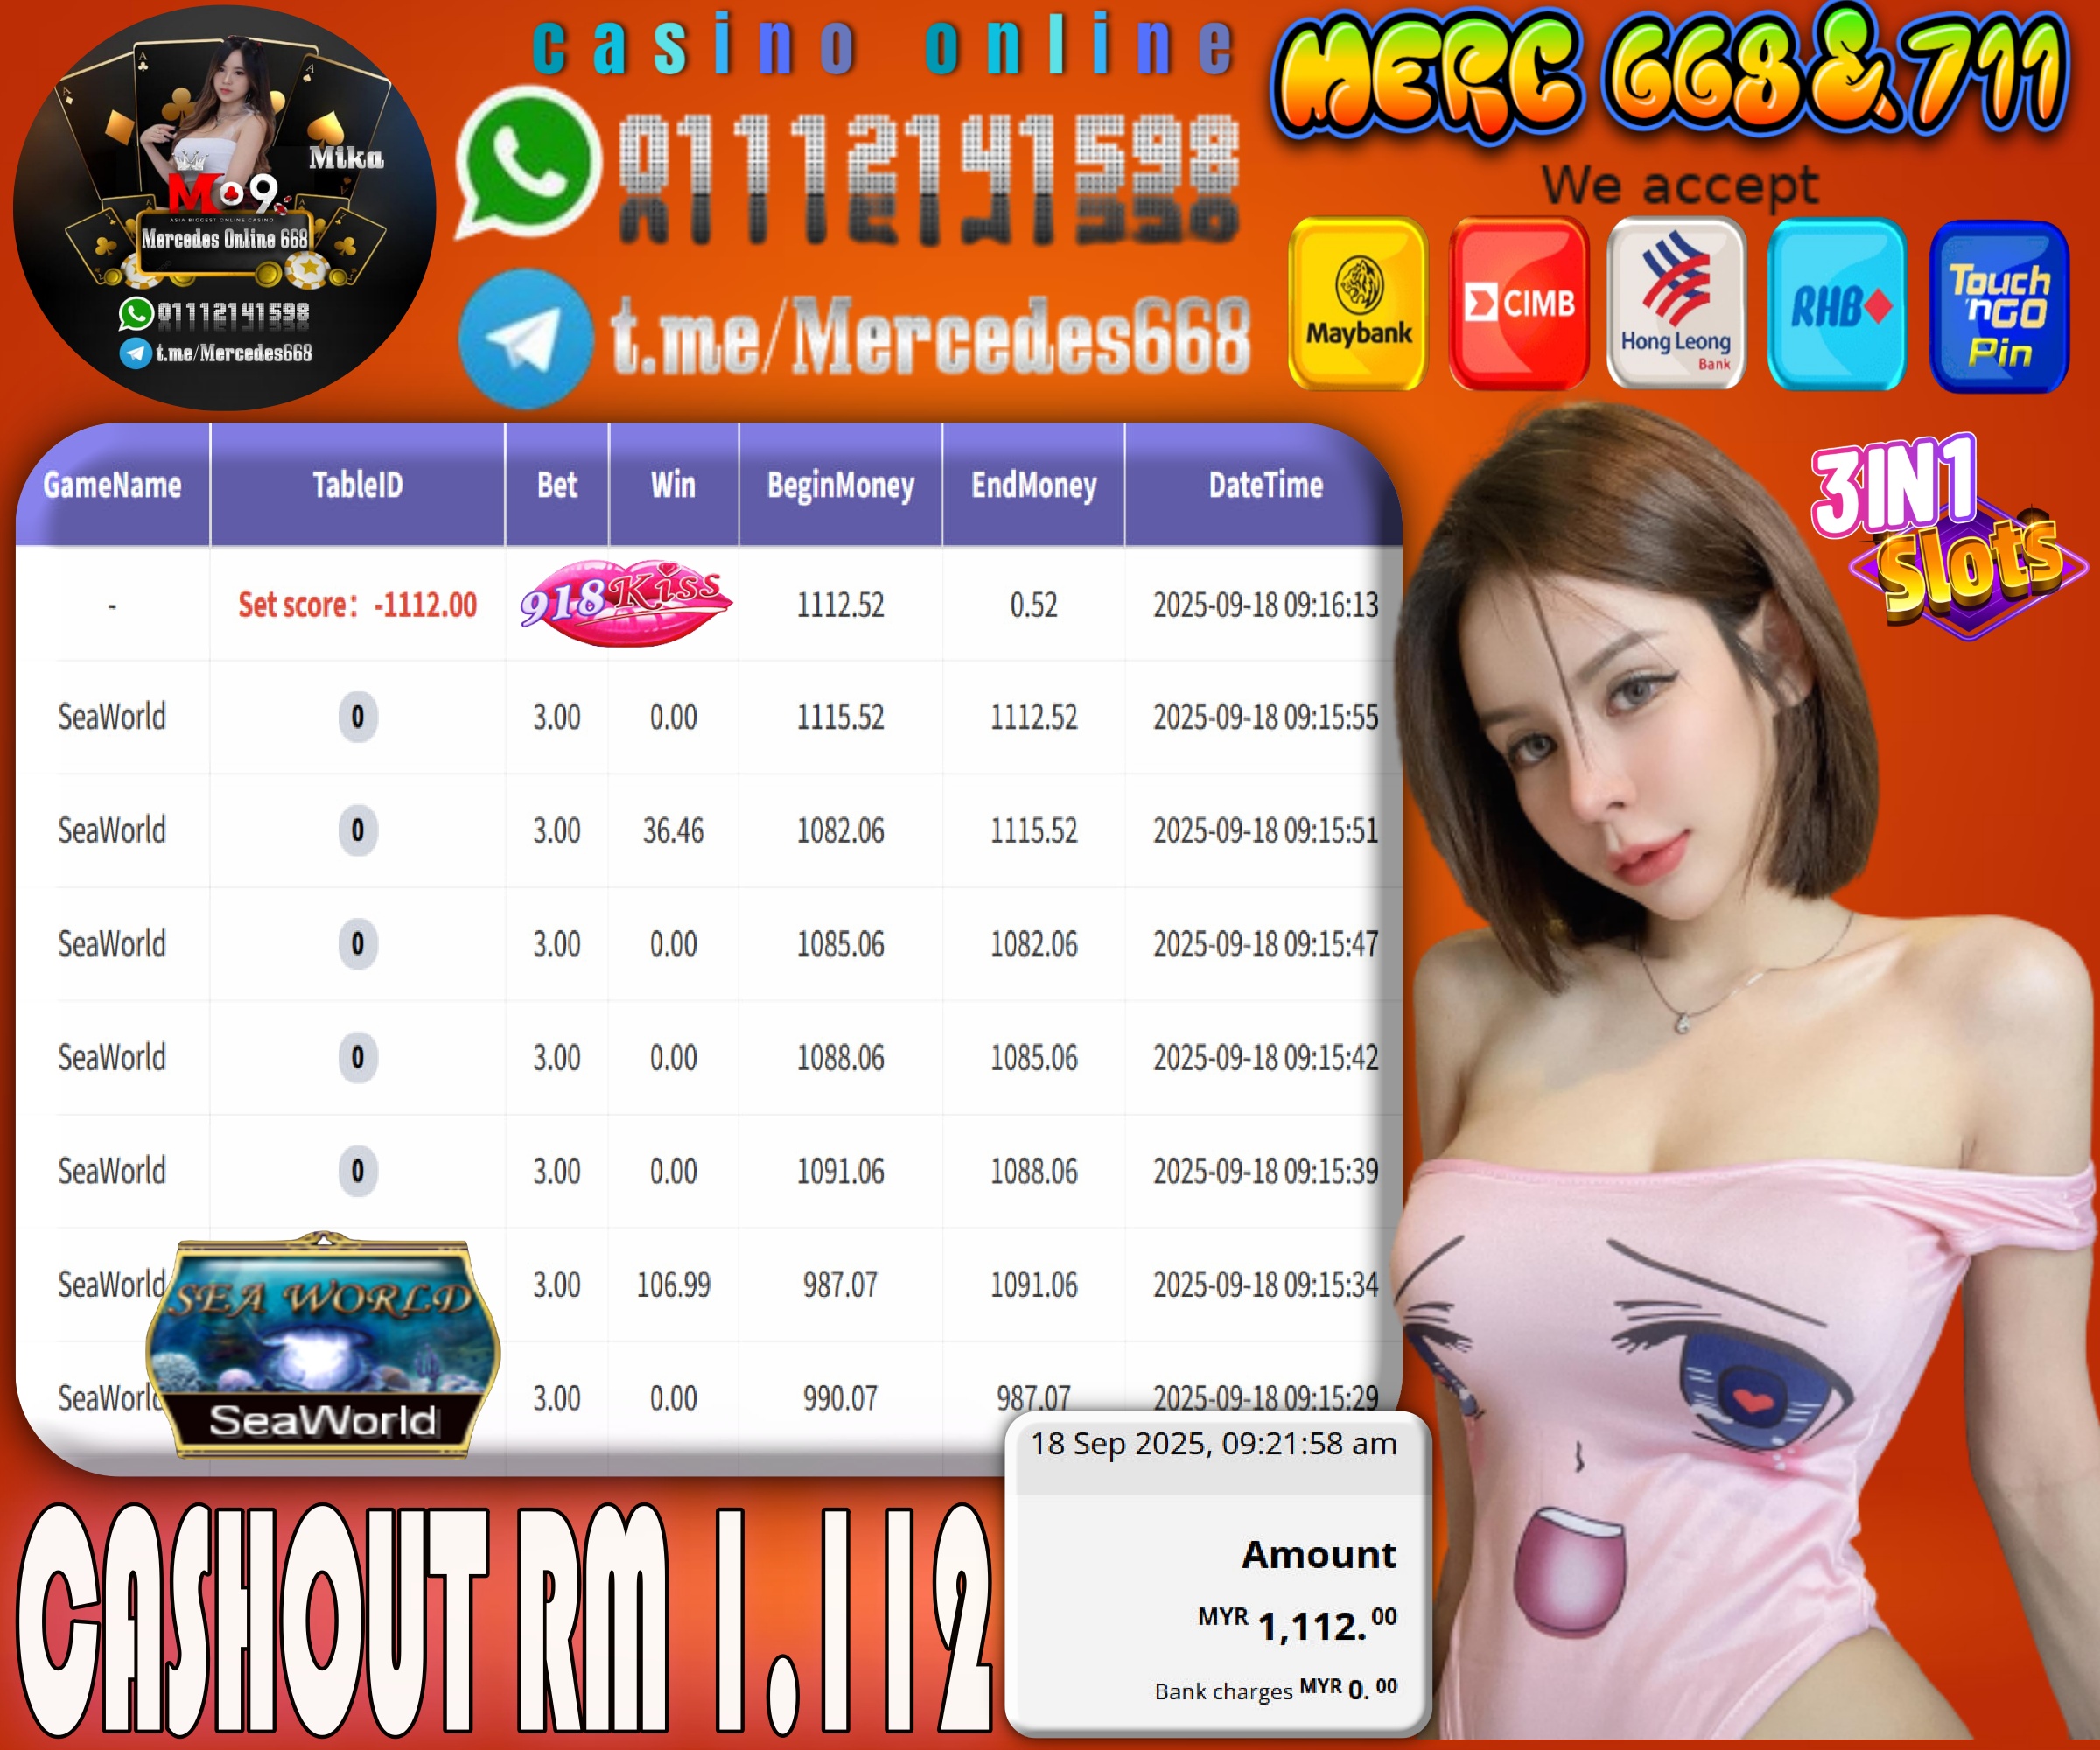 casino online
MERC 668 & 711
01112141598
We accept
t.me/Mercedes668
Maybank
CIMB
Hong Leong
Bank
RHB
Touch
'nGO
Pin
A
A
A
Mika
Mo9
ASIA BIGGEST ONLINE CASINO
Mercedes Online 668
01112141598
t.me/Mercedes668
3IN1
Slots
GameName TableID Bet Win BeginMoney EndMoney DateTime
- Set score: -1112.00 918Kiss 1112.52 0.52 2025-09-18 09:16:13
SeaWorld 0 3.00 0.00 1115.52 1112.52 2025-09-18 09:15:55
SeaWorld 0 3.00 36.46 1082.06 1115.52 2025-09-18 09:15:51
SeaWorld 0 3.00 0.00 1085.06 1082.06 2025-09-18 09:15:47
SeaWorld 0 3.00 0.00 1088.06 1085.06 2025-09-18 09:15:42
SeaWorld 0 3.00 0.00 1091.06 1088.06 2025-09-18 09:15:39
SeaWorld 3.00 106.99 987.07 1091.06 2025-09-18 09:15:34
SeaWorld 3.00 0.00 990.07 987.07 2025-09-18 09:15:29
SEA WORLD
SeaWorld
18 Sep 2025, 09:21:58 am
Amount
MYR 1,112.00
Bank charges MYR 0.00
CASHOUT RM 1.112